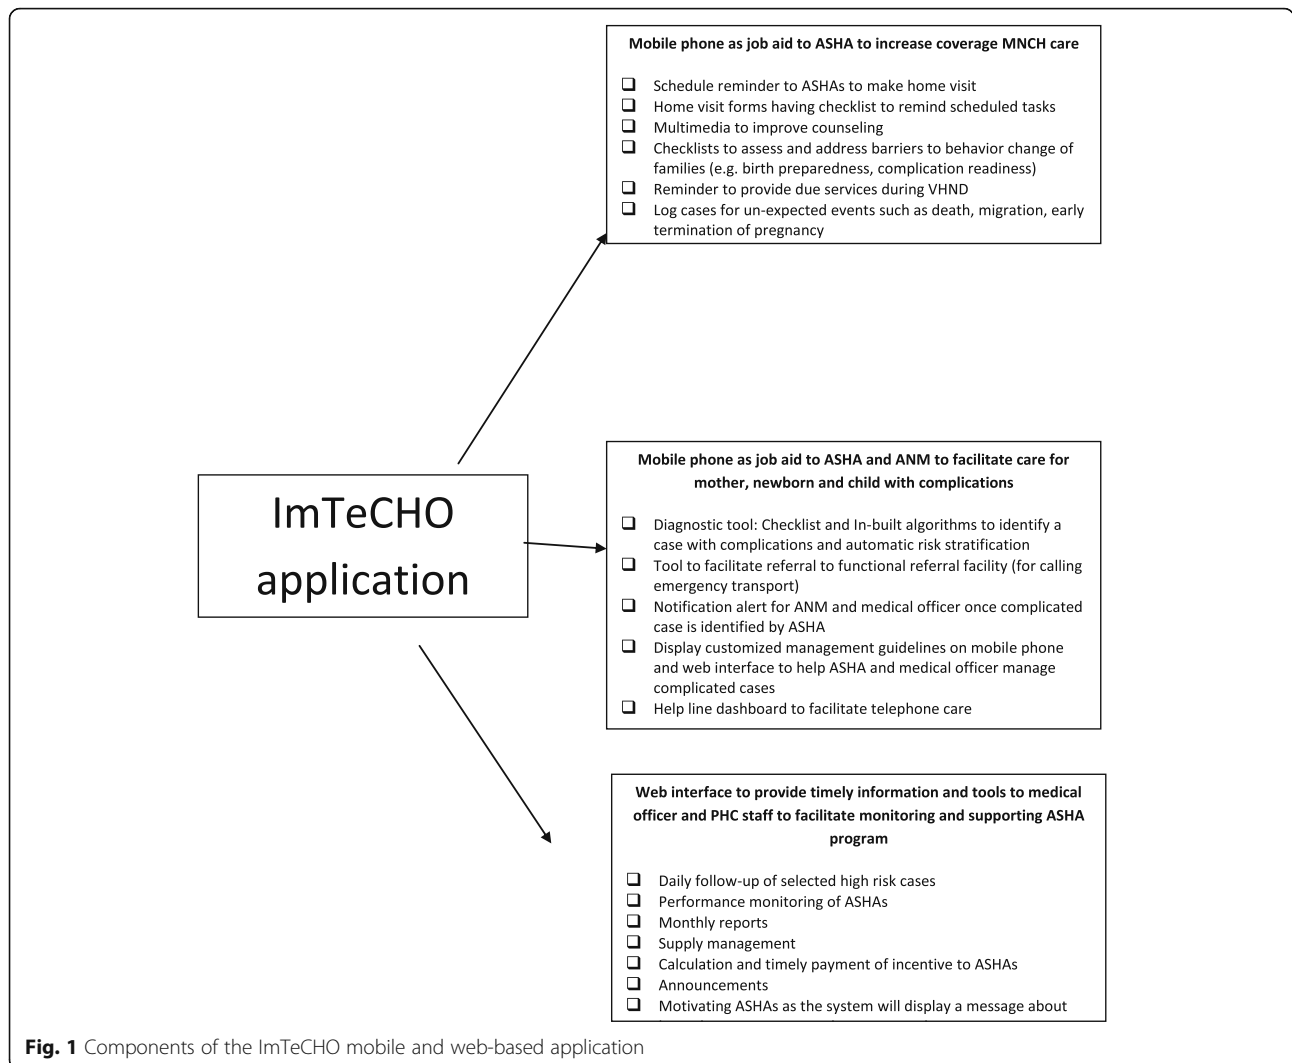 Mobile phone as job aid to ASHA to increase coverage MNCH care
Schedule reminder to ASHAs to make home visit
Home visit forms having checklist to remind scheduled tasks
Multimedia to improve counseling
Checklists to assess and address barriers to behavior change of
families (e.g. birth preparedness, complication readiness)
Reminder to provide due services during VHND
Log cases for un-expected events such as death, migration, early
termination of pregnancy
ImTeCHO
application
Mobile phone as job aid to ASHA and ANM to facilitate care for
mother, newborn and child with complications
Diagnostic tool: Checklist and In-built algorithms to identify a
case with complications and automatic risk stratification
Tool to facilitate referral to functional referral facility (for calling
emergency transport)
Notification alert for ANM and medical officer once complicated
case is identified by ASHA
Display customized management guidelines on mobile phone
and web interface to help ASHA and medical officer manage
complicated cases
Help line dashboard to facilitate telephone care
Web interface to provide timely information and tools to medical
officer and PHC staff to facilitate monitoring and supporting ASHA
program
Daily follow-up of selected high risk cases
Performance monitoring of ASHAs
Monthly reports
Supply management
Calculation and timely payment of incentive to ASHAs
Announcements
Motivating ASHAs as the system will display a message about
Fig. 1 Components of the ImTeCHO mobile and web-based application